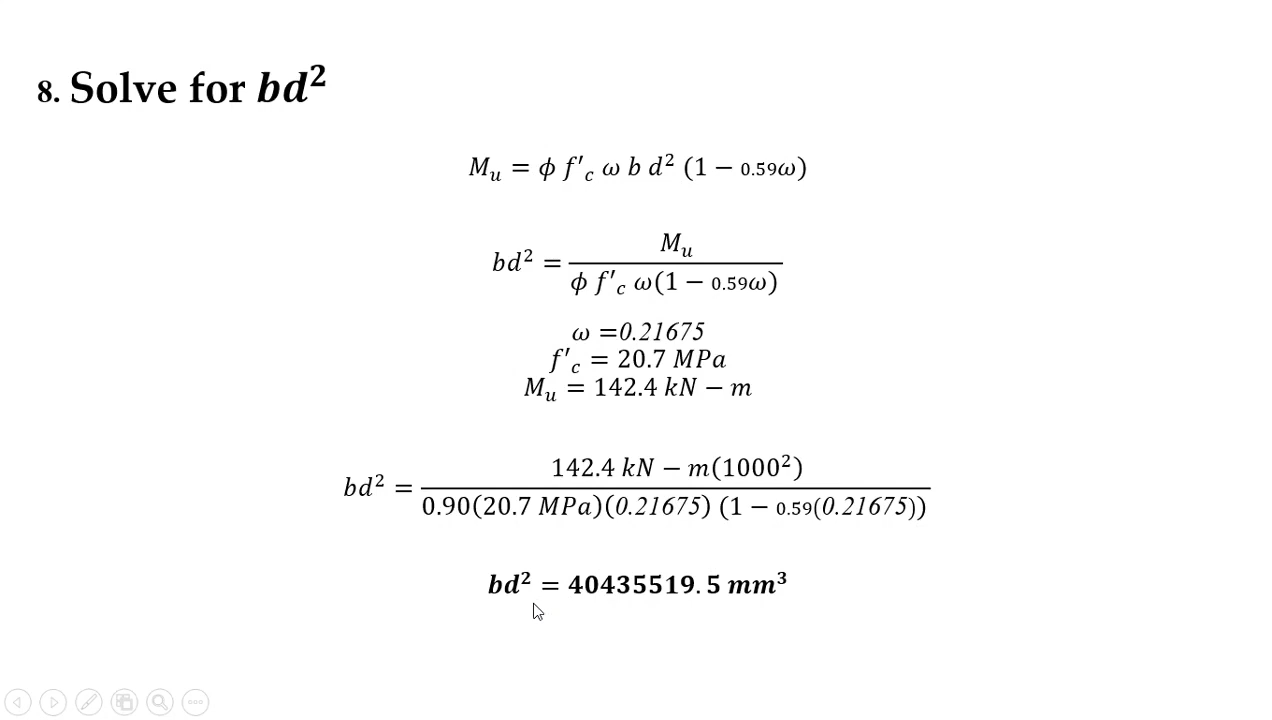 8. Solve for bd²
Mᵤ = ϕ f′c ω b d² (1 − 0.59ω)
bd² = Mᵤ / ϕ f′c ω(1 − 0.59ω)
ω =0.21675
f′c = 20.7 MPa
Mᵤ = 142.4 kN − m
bd² = 142.4 kN − m(1000²) / 0.90(20.7 MPa)(0.21675) (1 − 0.59(0.21675))
bd² = 40435519.5 mm³